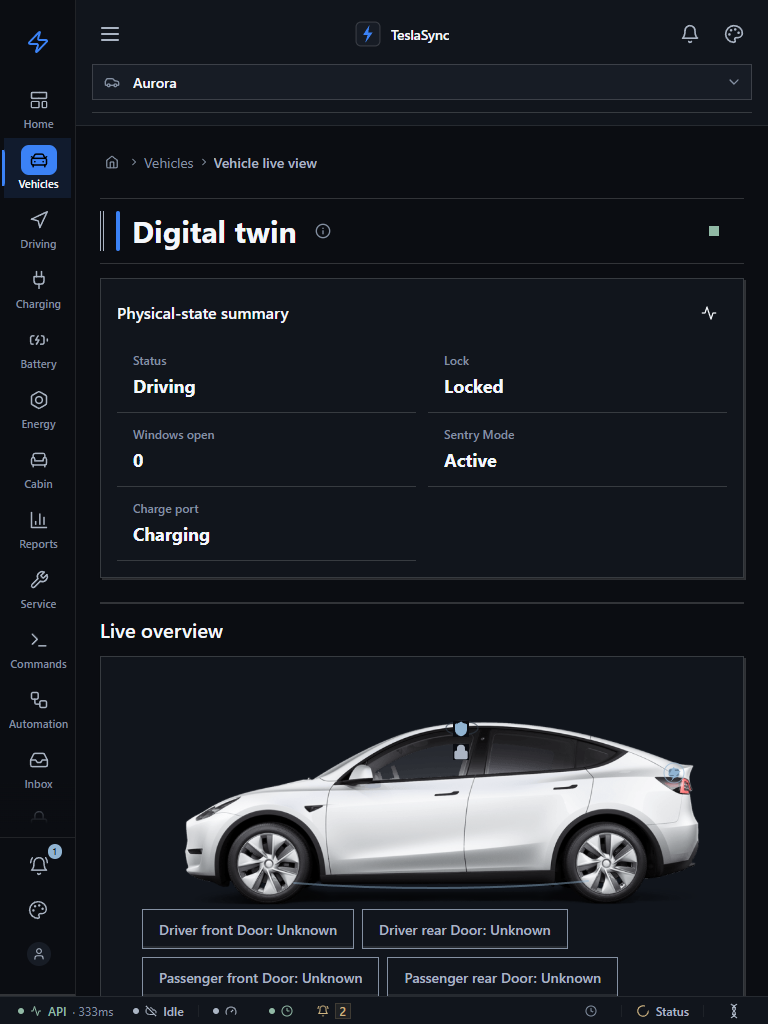 TeslaSync
Aurora
Home
Vehicles
Driving
Charging
Battery
Energy
Cabin
Reports
Service
Commands
Automation
Inbox
1
Vehicles
Vehicle live view
Digital twin
Physical-state summary
Status
Driving
Lock
Locked
Windows open
0
Sentry Mode
Active
Charge port
Charging
Live overview
Driver front Door: Unknown
Driver rear Door: Unknown
Passenger front Door: Unknown
Passenger rear Door: Unknown
API · 333ms
Idle
2
Status